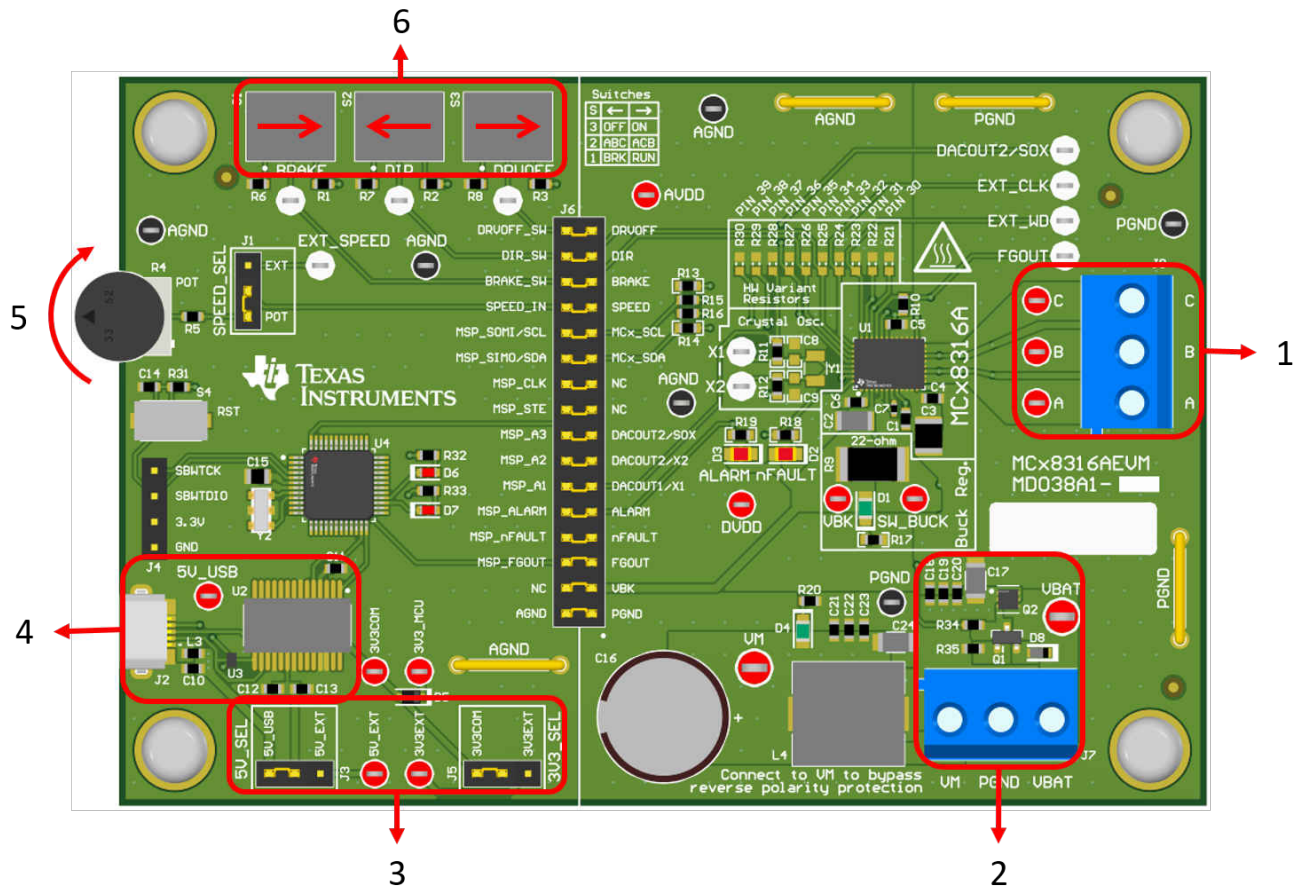 6
Switches
S ← →
3 OFF ON
2 ABC ACB
1 BRK RUN
S2
S3
BRAKE
DIR
DRVOFF
R6
R1
R7
R2
R8
R3
AGND
AGND
PGND
DACOUT2/SOX
EXT_CLK
EXT_WD
FGOUT
PGND
AVDD
AGND
J1
EXT_SPEED
AGND
SPEED_SEL
EXT
POT
R4
POT
R5
5
J6
DRVOFF_SW
DRVOFF
DIR_SW
DIR
BRAKE_SW
BRAKE
SPEED_IN
SPEED
MSP_SOMI/SCL
MCx_SCL
MSP_SIMO/SDA
MCx_SDA
MSP_CLK
NC
MSP_STE
NC
MSP_A3
DACOUT2/SOX
MSP_A2
DACOUT2/X2
MSP_A1
DACOUT1/X1
MSP_ALARM
ALARM
MSP_nFAULT
nFAULT
MSP_FGOUT
FGOUT
NC
VBK
AGND
PGND
PIN 39
PIN 38
PIN 37
PIN 36
PIN 35
PIN 34
PIN 33
PIN 32
PIN 31
PIN 30
R30
R29
R28
R27
R26
R25
R24
R23
R22
R21
HW Variant
Resistors
R13
R15
R16
R14
Crystal Osc.
X1
X2
R11
R12
C8
C9
Y1
AGND
U1
R10
C5
MCx8316A
C6
C2
C7
C1
C4
C3
C
B
A
C
B
A
1
C14
R31
S4
RST
TEXAS
INSTRUMENTS
U4
R32
D6
R33
D7
C15
Y2
SBWTCK
SBWTDIO
3.3V
GND
J4
R19
R18
D3
D2
ALARM
nFAULT
DVDD
22-ohm
R9
VBK
D1
SW_BUCK
R17
Buck Reg.
MCx8316AEVM
MD038A1-
PGND
4
5V_USB
U2
L3
C10
U3
J2
C12
C13
3V3COM
3V3_MCU
AGND
5V_SEL
5V_USB
5V_EXT
J3
5V_EXT
3V3EXT
J5
3V3COM
3V3EXT
3V3_SEL
3
PGND
R20
D4
C21
C22
C23
C24
VM
C16
+
L4
Connect to VM to bypass
reverse polarity protection
C18
C19
C20
C17
Q2
VBAT
R34
R35
Q1
D8
J7
VM
PGND
VBAT
2